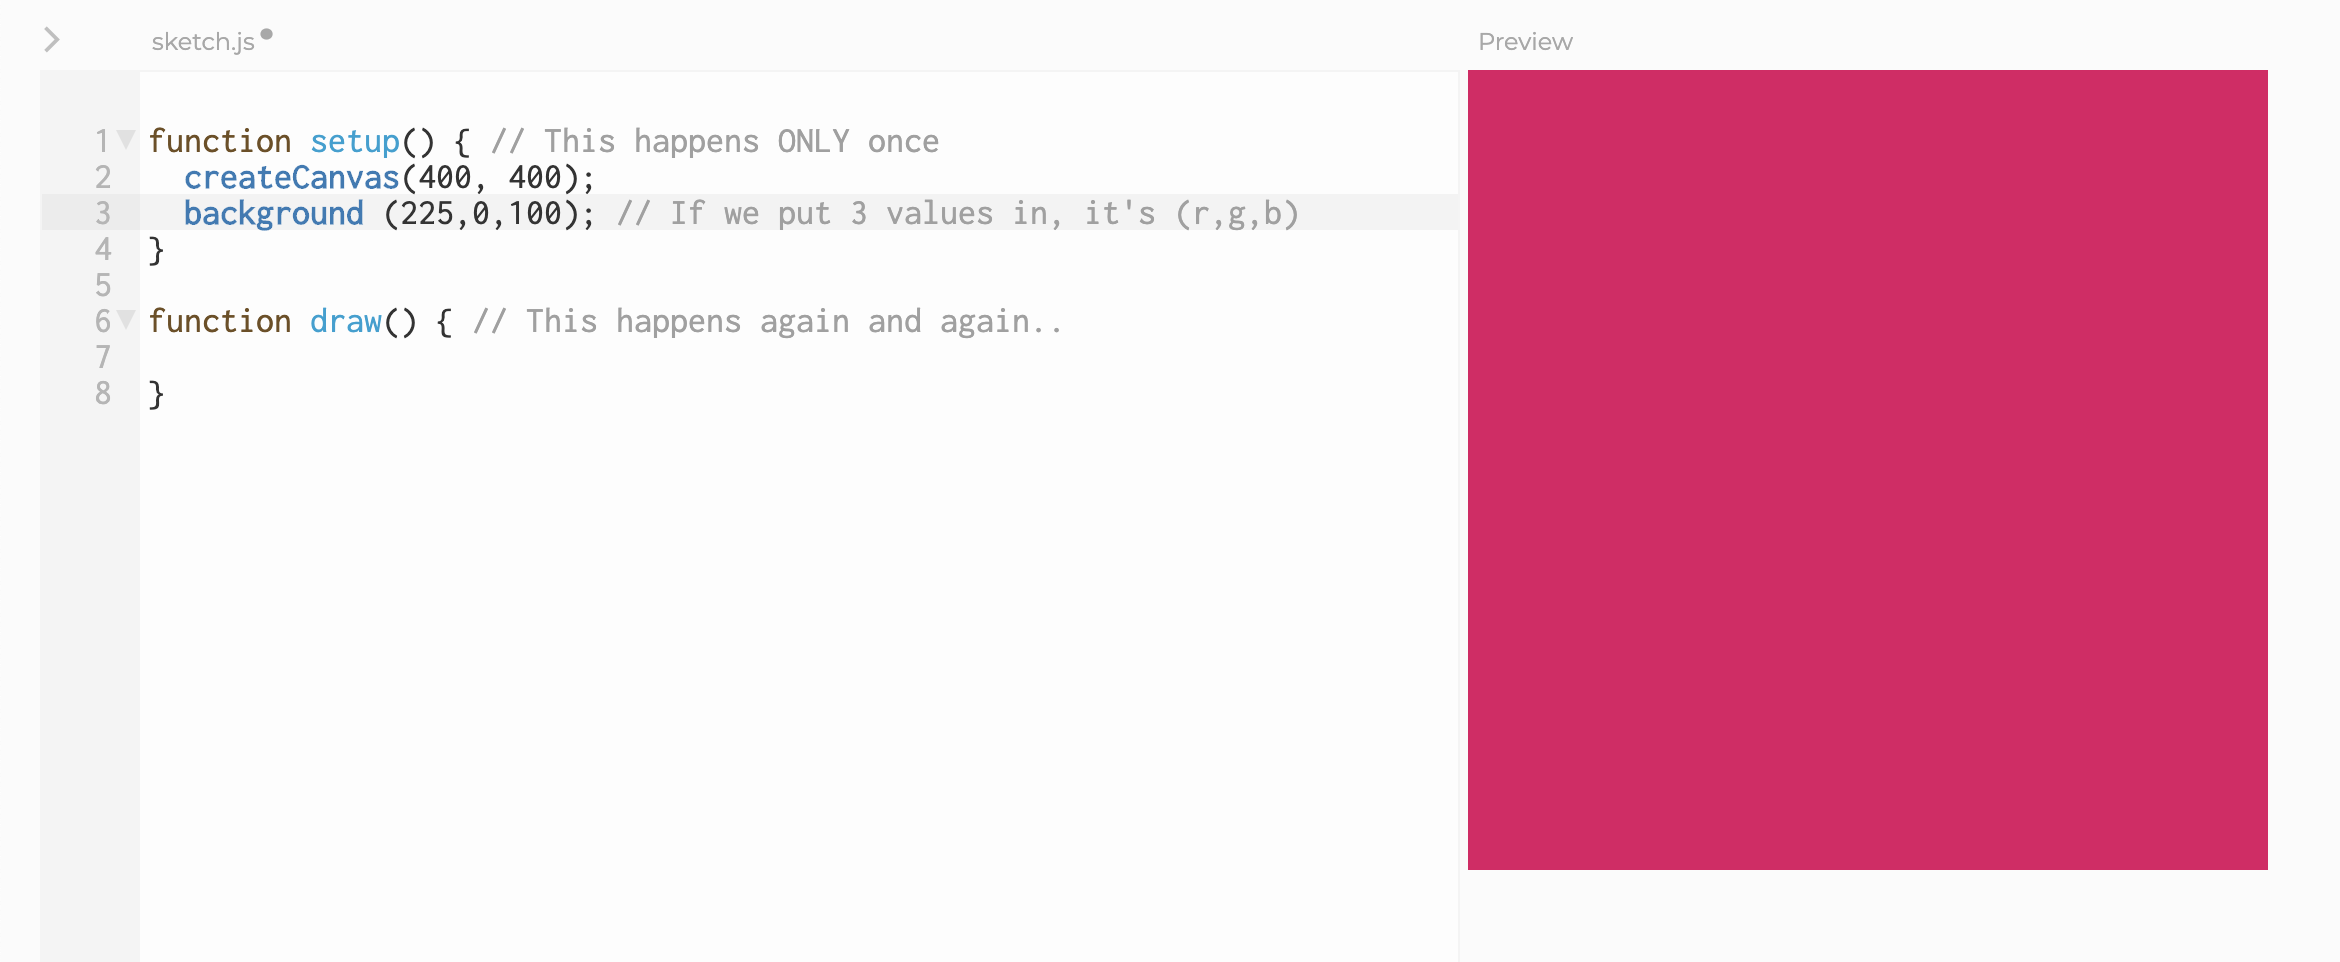 sketch.js
Preview
1 function setup() { // This happens ONLY once
2 createCanvas(400, 400);
3 background (225,0,100); // If we put 3 values in, it's (r,g,b)
4 }
5
6 function draw() { // This happens again and again..
7
8 }